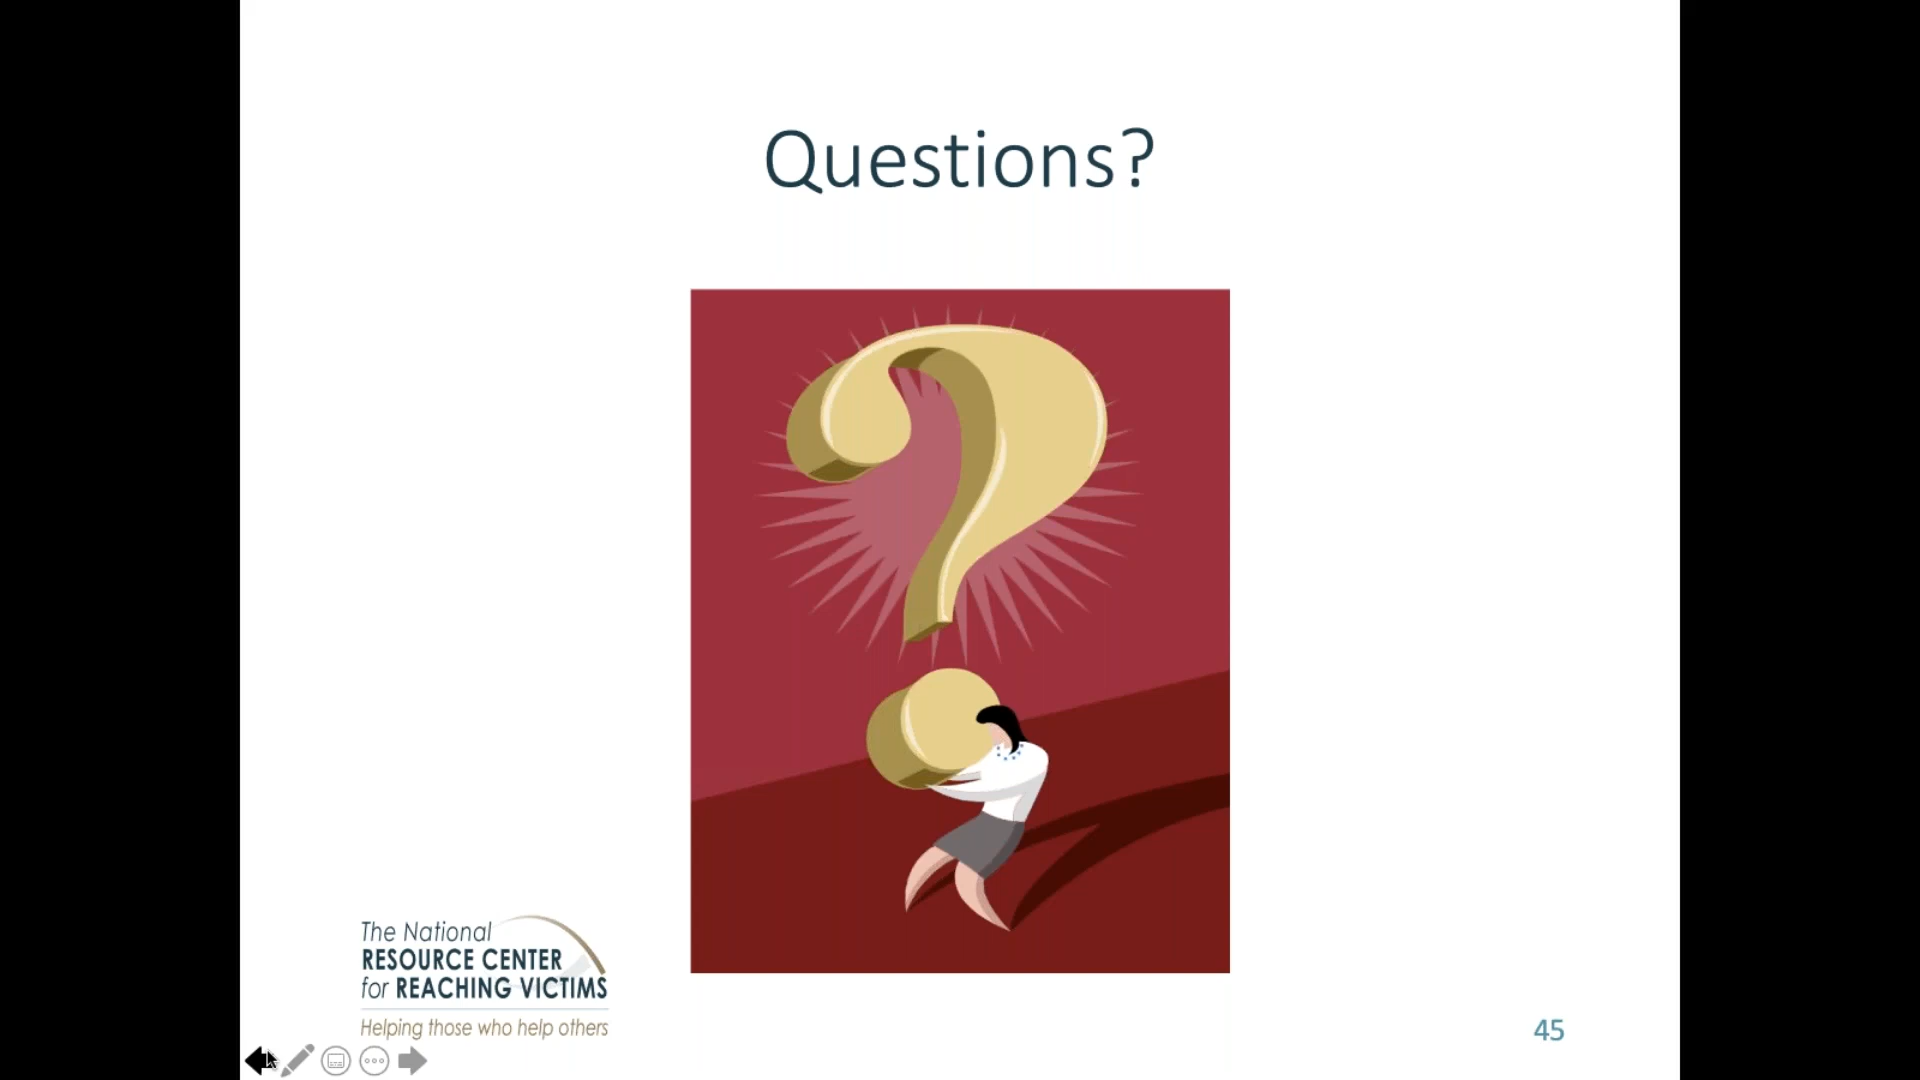 Questions?
The National
RESOURCE CENTER
for REACHING VICTIMS
Helping those who help others
45